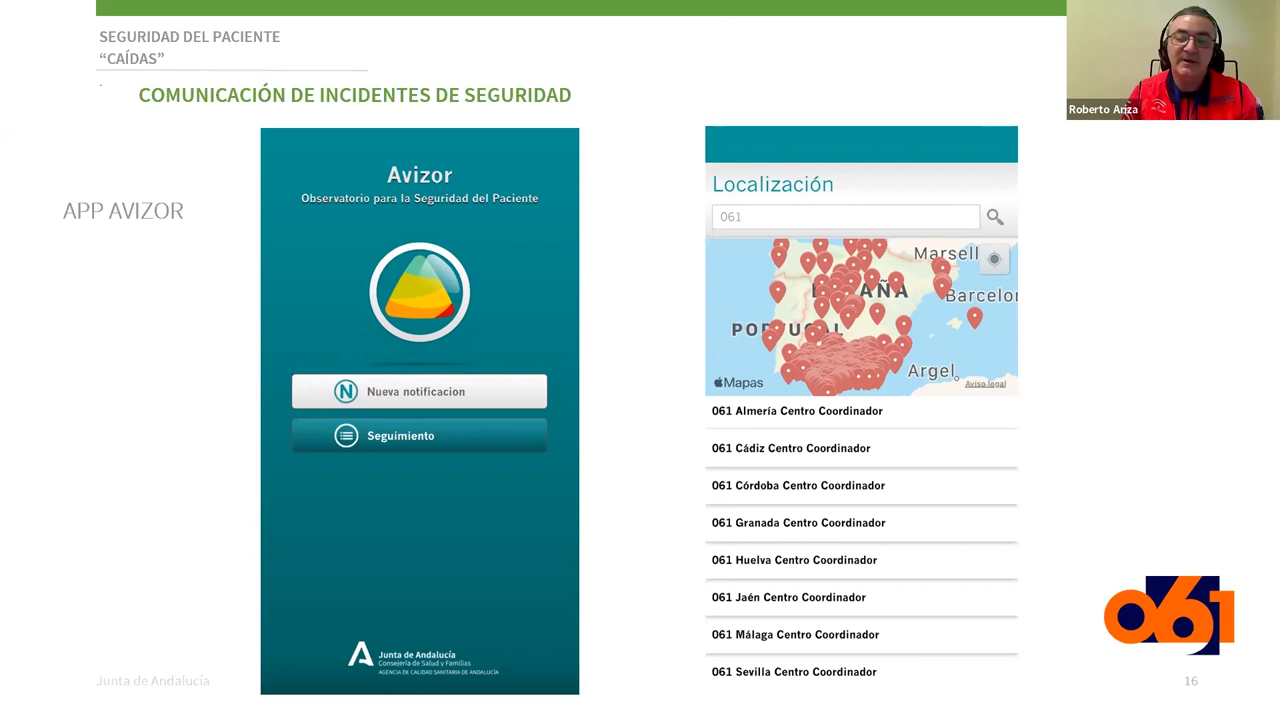 SEGURIDAD DEL PACIENTE
“CAÍDAS”
.
COMUNICACIÓN DE INCIDENTES DE SEGURIDAD
Roberto Ariza
APP AVIZOR
Avizor
Observatorio para la Seguridad del Paciente
N Nueva notificacion
Seguimiento
Junta de Andalucía
Consejería de Salud y Familias
AGENCIA DE CALIDAD SANITARIA DE ANDALUCÍA
Localización
061
Marsell
Barcelor
PORTUGAL
Argel
Mapas
Aviso legal
061 Almería Centro Coordinador
061 Cádiz Centro Coordinador
061 Córdoba Centro Coordinador
061 Granada Centro Coordinador
061 Huelva Centro Coordinador
061 Jaén Centro Coordinador
061 Málaga Centro Coordinador
061 Sevilla Centro Coordinador
061
Junta de Andalucía
16